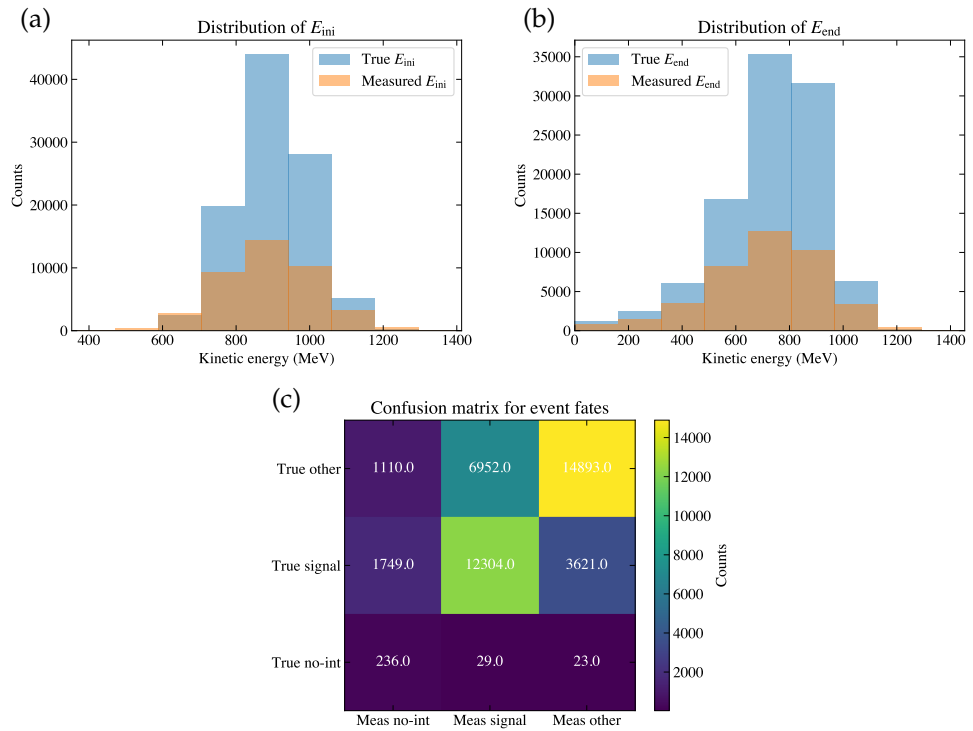 (a)
Distribution of E_ini
True E_ini
Measured E_ini
Counts
40000
30000
20000
10000
0
400 600 800 1000 1200 1400
Kinetic energy (MeV)
(b)
Distribution of E_end
True E_end
Measured E_end
Counts
35000
30000
25000
20000
15000
10000
5000
0
0 200 400 600 800 1000 1200 1400
Kinetic energy (MeV)
(c)
Confusion matrix for event fates
True other 1110.0 6952.0 14893.0
True signal 1749.0 12304.0 3621.0
True no-int 236.0 29.0 23.0
Meas no-int Meas signal Meas other
14000
12000
10000
8000
6000
4000
2000
Counts